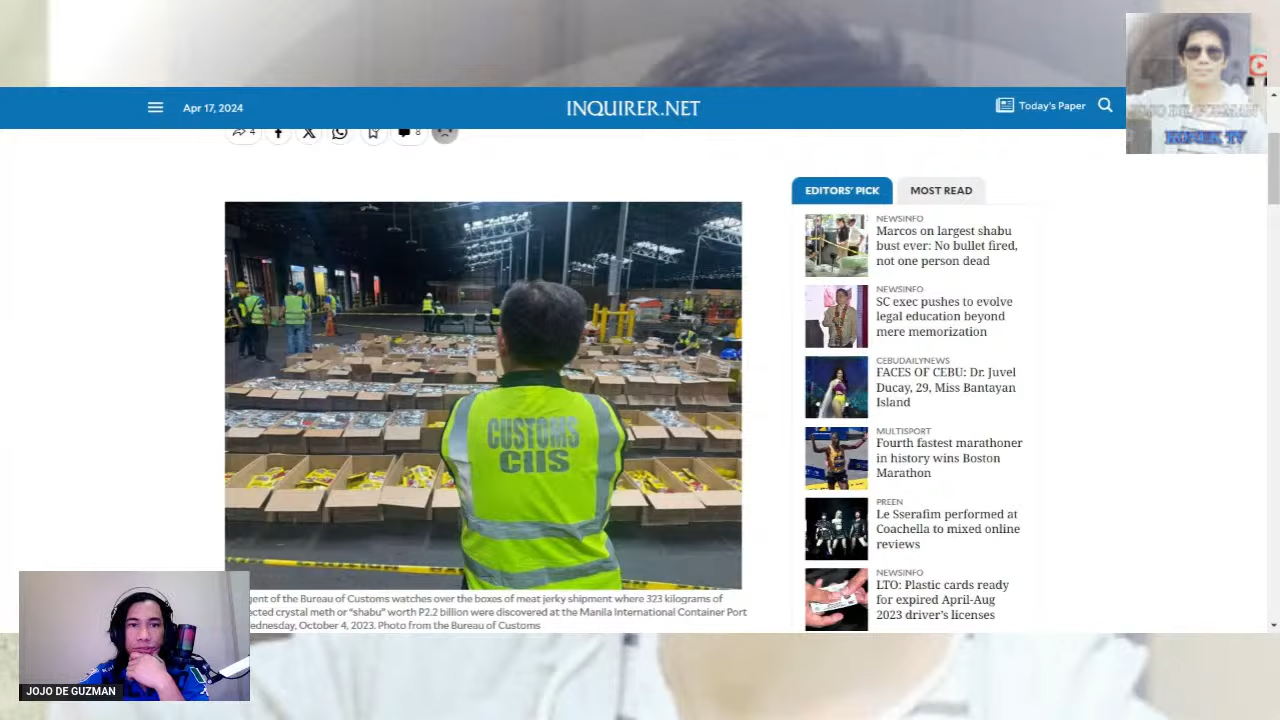 Apr 17, 2024
INQUIRER.NET
Today's Paper
4
8
EDITORS' PICK
MOST READ
NEWSINFO
Marcos on largest shabu
bust ever: No bullet fired,
not one person dead
NEWSINFO
SC exec pushes to evolve
legal education beyond
mere memorization
CEBUDAILYNEWS
FACES OF CEBU: Dr. Juvel
Ducay, 29, Miss Bantayan
Island
MULTISPORT
Fourth fastest marathoner
in history wins Boston
Marathon
PREEN
Le Sserafim performed at
Coachella to mixed online
reviews
NEWSINFO
LTO: Plastic cards ready
for expired April-Aug
2023 driver's licenses
CUSTOMS
CIIS
gent of the Bureau of Customs watches over the boxes of meat jerky shipment where 323 kilograms of
ected crystal meth or “shabu” worth P2.2 billion were discovered at the Manila International Container Port
ednesday, October 4, 2023. Photo from the Bureau of Customs
JOJO DE GUZMAN